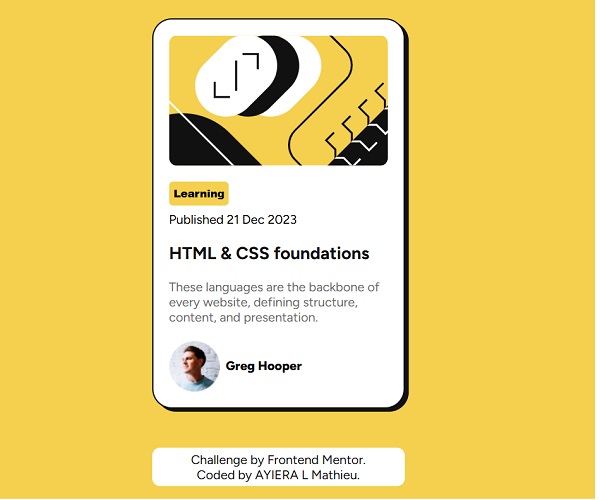 Learning
Published 21 Dec 2023
HTML & CSS foundations
These languages are the backbone of
every website, defining structure,
content, and presentation.
Greg Hooper
Challenge by Frontend Mentor.
Coded by AYIERA L Mathieu.